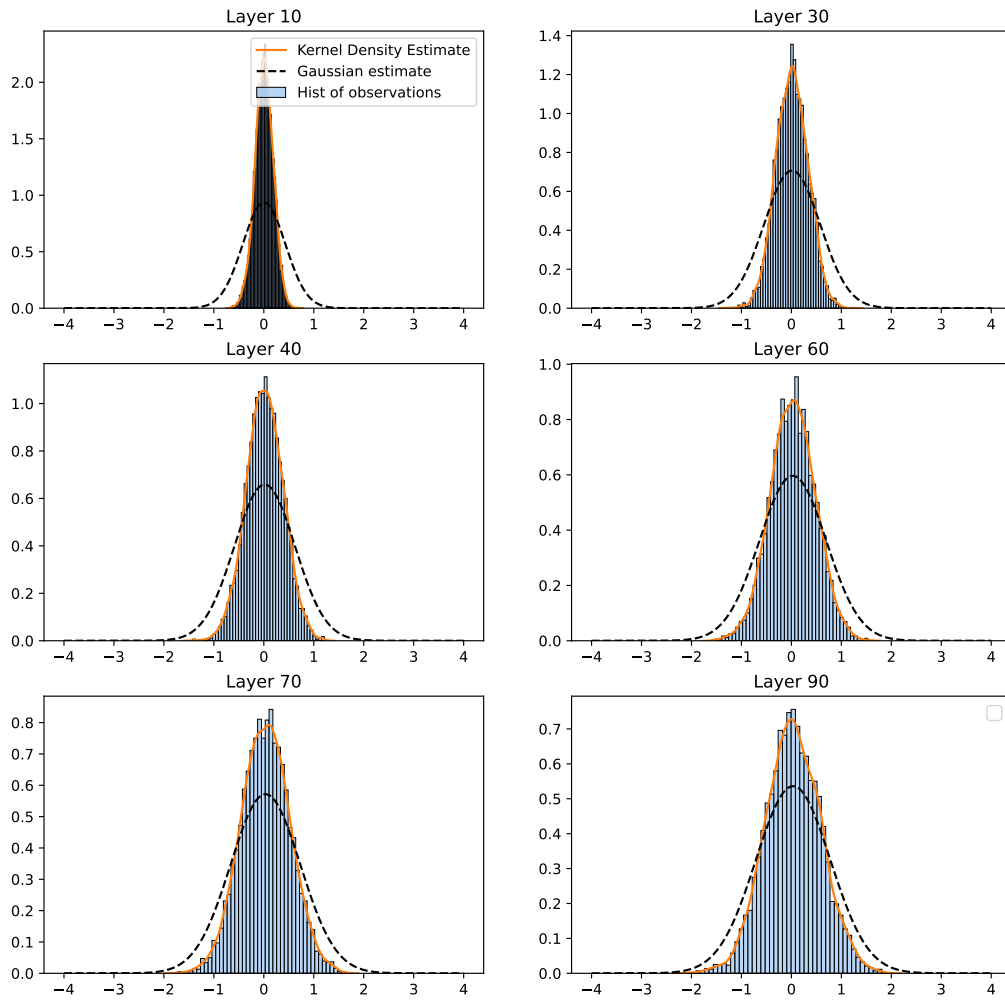 Layer 10
Kernel Density Estimate
Gaussian estimate
Hist of observations
2.0
1.5
1.0
0.5
0.0
−4 −3 −2 −1 0 1 2 3 4
Layer 30
1.4
1.2
1.0
0.8
0.6
0.4
0.2
0.0
−4 −3 −2 −1 0 1 2 3 4
Layer 40
1.0
0.8
0.6
0.4
0.2
0.0
−4 −3 −2 −1 0 1 2 3 4
Layer 60
1.0
0.8
0.6
0.4
0.2
0.0
−4 −3 −2 −1 0 1 2 3 4
Layer 70
0.8
0.7
0.6
0.5
0.4
0.3
0.2
0.1
0.0
−4 −3 −2 −1 0 1 2 3 4
Layer 90
0.7
0.6
0.5
0.4
0.3
0.2
0.1
0.0
−4 −3 −2 −1 0 1 2 3 4